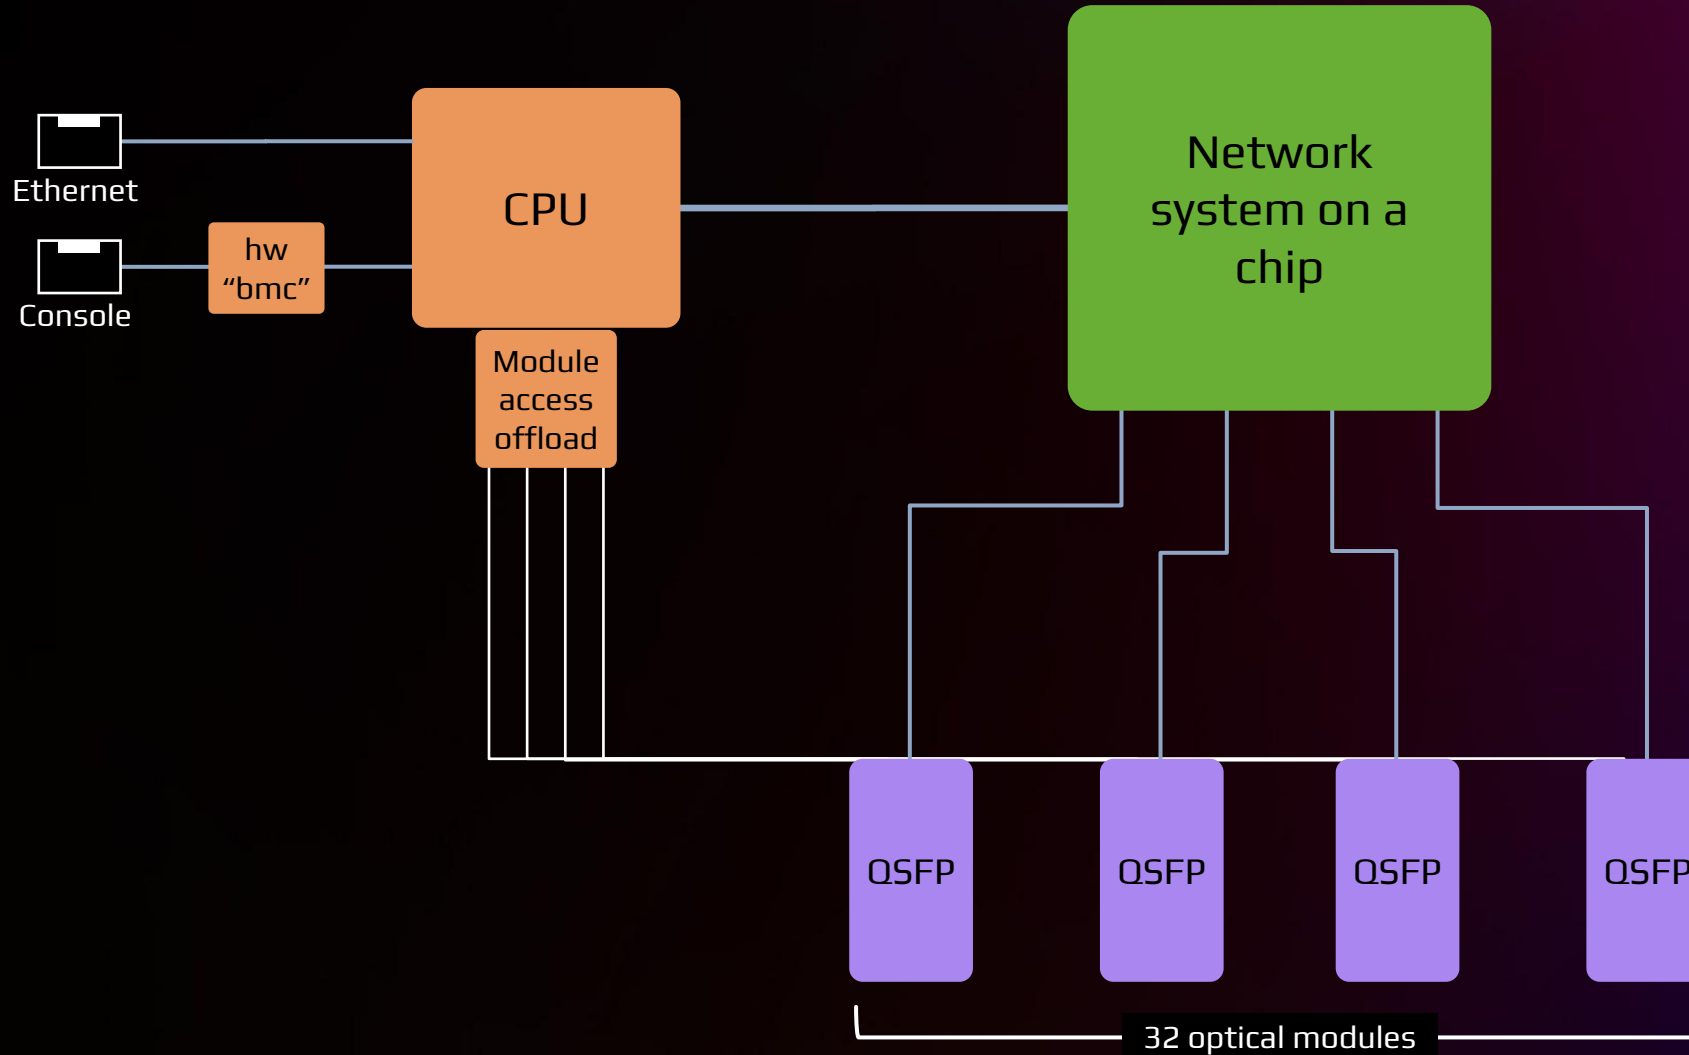 Ethernet
Console
hw
“bmc”
CPU
Module
access
offload
Network
system on a
chip
QSFP
QSFP
QSFP
QSFP
32 optical modules